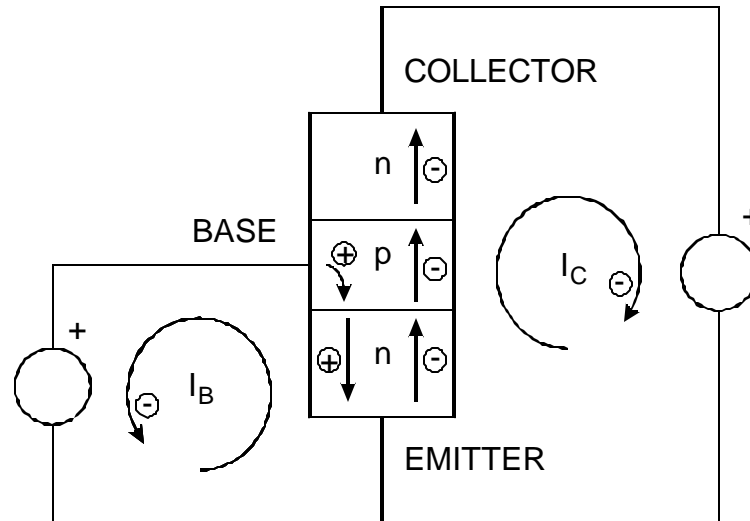 COLLECTOR
n -
BASE
+ p -
I_C -
+
+
I_B -
+ n -
EMITTER